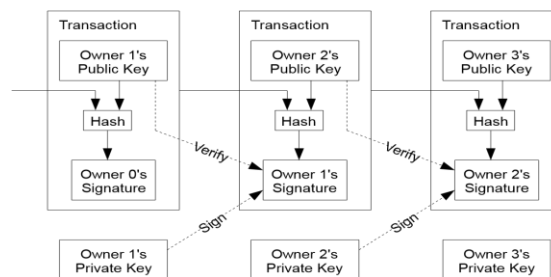 Transaction
Transaction
Transaction
Owner 1's
Public Key
Owner 2's
Public Key
Owner 3's
Public Key
Hash
Hash
Hash
Verify
Verify
Owner 0's
Signature
Owner 1's
Signature
Owner 2's
Signature
Sign
Sign
Owner 1's
Private Key
Owner 2's
Private Key
Owner 3's
Private Key